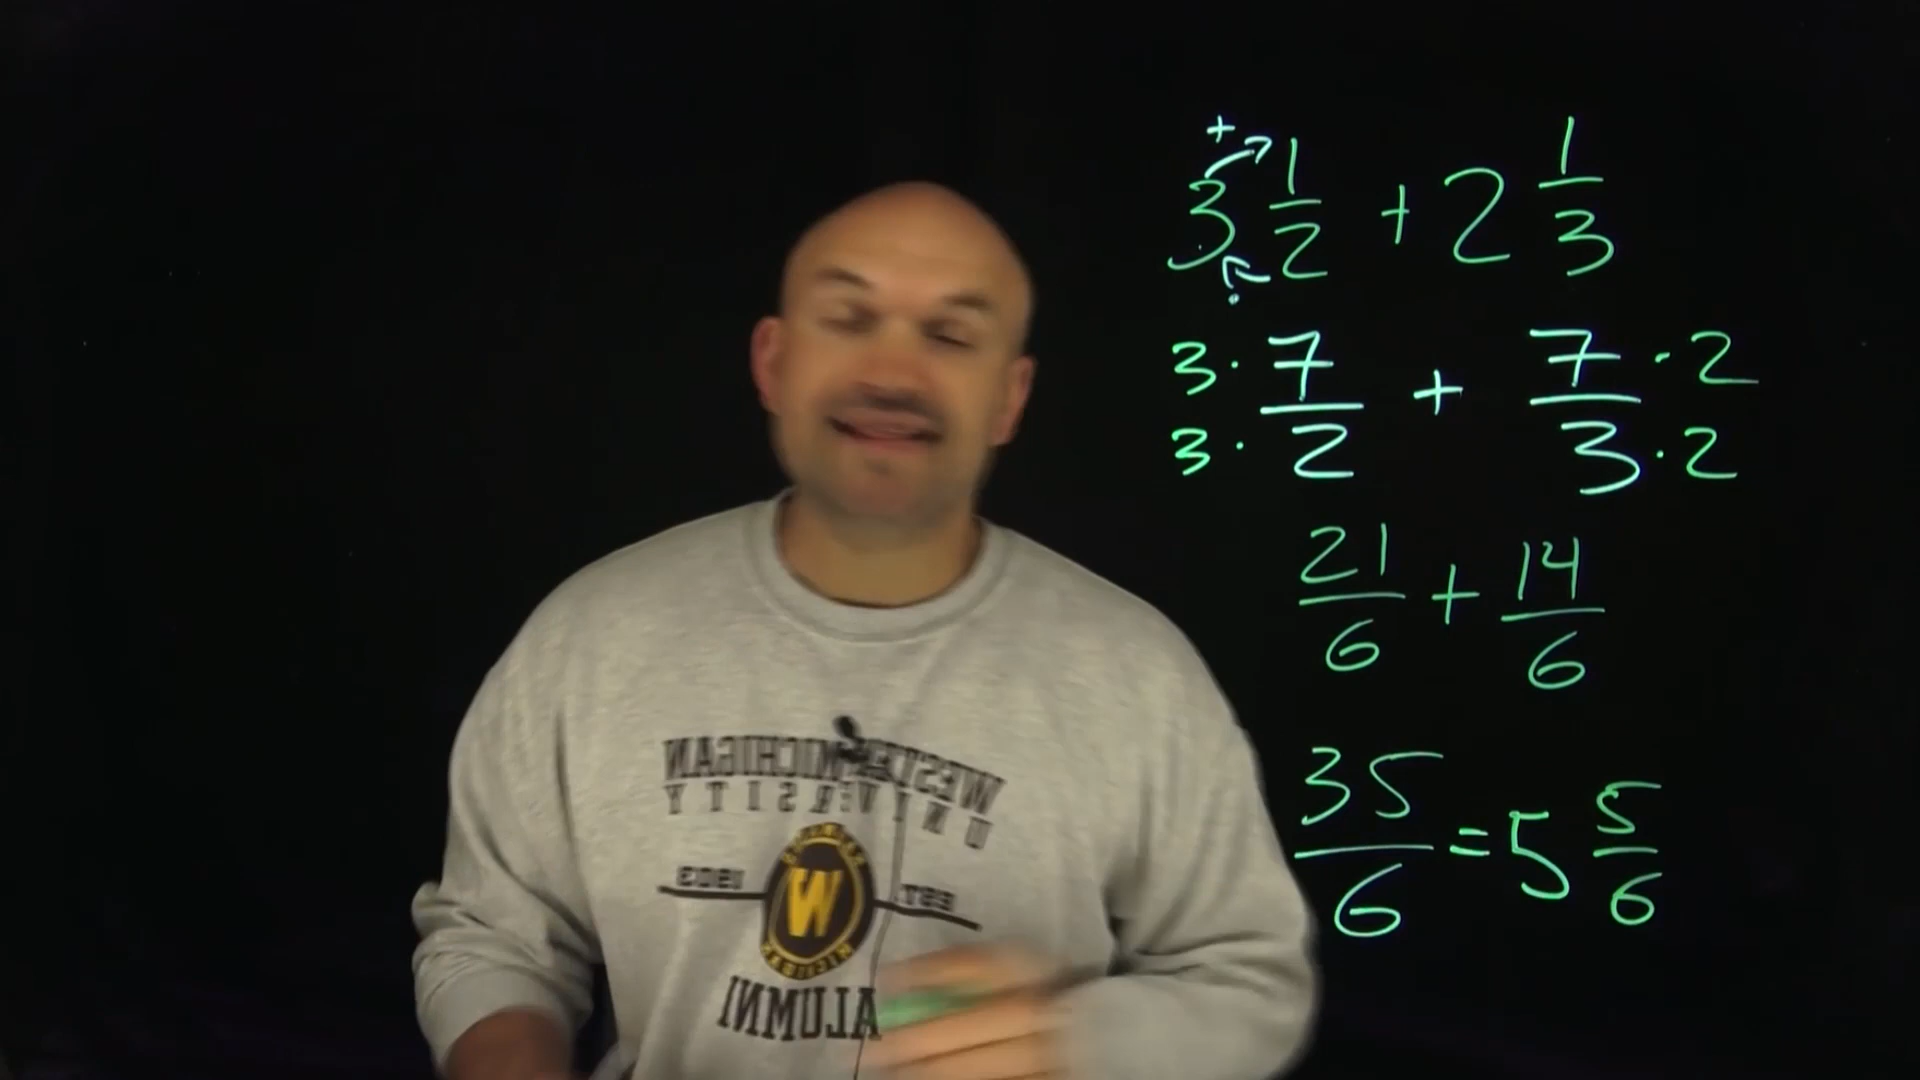 +
3 1/2 + 2 1/3
3 · 7/2 · 3 + 7/3 · 2/2
21/6 + 14/6
35/6 = 5 5/6
WESTERN MICHIGAN
UNIVERSITY
EST. 1903
W
MICHIGAN
ALUMNI